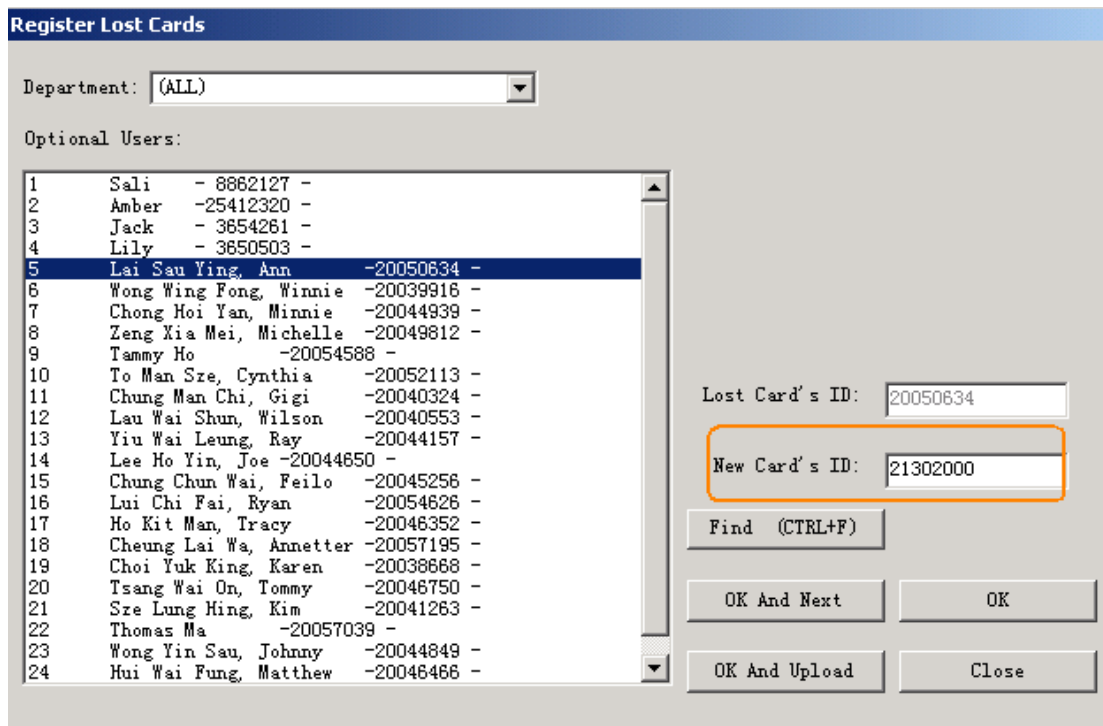 Register Lost Cards
Department: (ALL)
Optional Users:
1 Sali - 8862127 -
2 Amber -25412320 -
3 Jack - 3654261 -
4 Lily - 3650503 -
5 Lai Sau Ying, Ann -20050634 -
6 Wong Wing Fong, Winnie -20039916 -
7 Chong Hoi Yan, Minnie -20044939 -
8 Zeng Xia Mei, Michelle -20049812 -
9 Tammy Ho -20054588 -
10 To Man Sze, Cynthia -20052113 -
11 Chung Man Chi, Gigi -20040324 -
12 Lau Wai Shun, Wilson -20040553 -
13 Yiu Wai Leung, Ray -20044157 -
14 Lee Ho Yin, Joe -20044650 -
15 Chung Chun Wai, Feilo -20045256 -
16 Lui Chi Fai, Ryan -20054626 -
17 Ho Kit Man, Tracy -20046352 -
18 Cheung Lai Wa, Annetter -20057195 -
19 Choi Yuk King, Karen -20038668 -
20 Tsang Wai On, Tommy -20046750 -
21 Sze Lung Hing, Kim -20041263 -
22 Thomas Ma -20057039 -
23 Wong Yin Sau, Johnny -20044849 -
24 Hui Wai Fung, Matthew -20046466 -
Lost Card's ID: 20050634
New Card's ID: 21302000
Find (CTRL+F)
OK And Next OK
OK And Upload Close